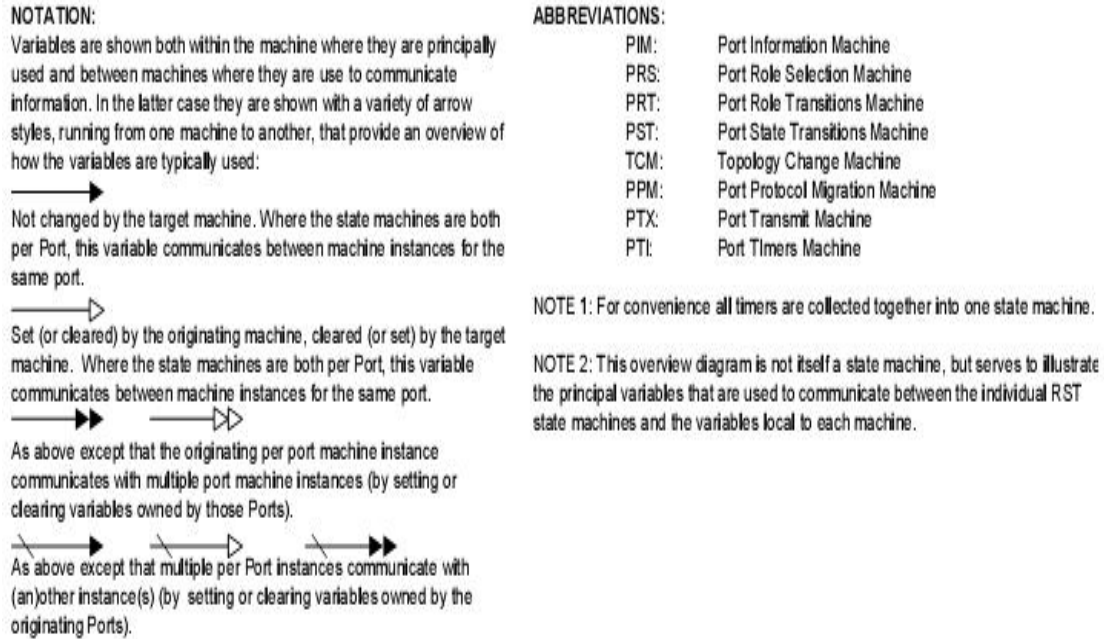 NOTATION:
Variables are shown both within the machine where they are principally
used and between machines where they are use to communicate
information. In the latter case they are shown with a variety of arrow
styles, running from one machine to another, that provide an overview of
how the variables are typically used:
Not changed by the target machine. Where the state machines are both
per Port, this variable communicates between machine instances for the
same port.
Set (or cleared) by the originating machine, cleared (or set) by the target
machine. Where the state machines are both per Port, this variable
communicates between machine instances for the same port.
As above except that the originating per port machine instance
communicates with multiple port machine instances (by setting or
clearing variables owned by those Ports).
As above except that multiple per Port instances communicate with
(an)other instance(s) (by setting or clearing variables owned by the
originating Ports).
ABBREVIATIONS:
PIM: Port Information Machine
PRS: Port Role Selection Machine
PRT: Port Role Transitions Machine
PST: Port State Transitions Machine
TCM: Topology Change Machine
PPM: Port Protocol Migration Machine
PTX: Port Transmit Machine
PTI: Port TImers Machine
NOTE 1: For convenience all timers are collected together into one state machine.
NOTE 2: This overview diagram is not itself a state machine, but serves to illustrate
the principal variables that are used to communicate between the individual RST
state machines and the variables local to each machine.